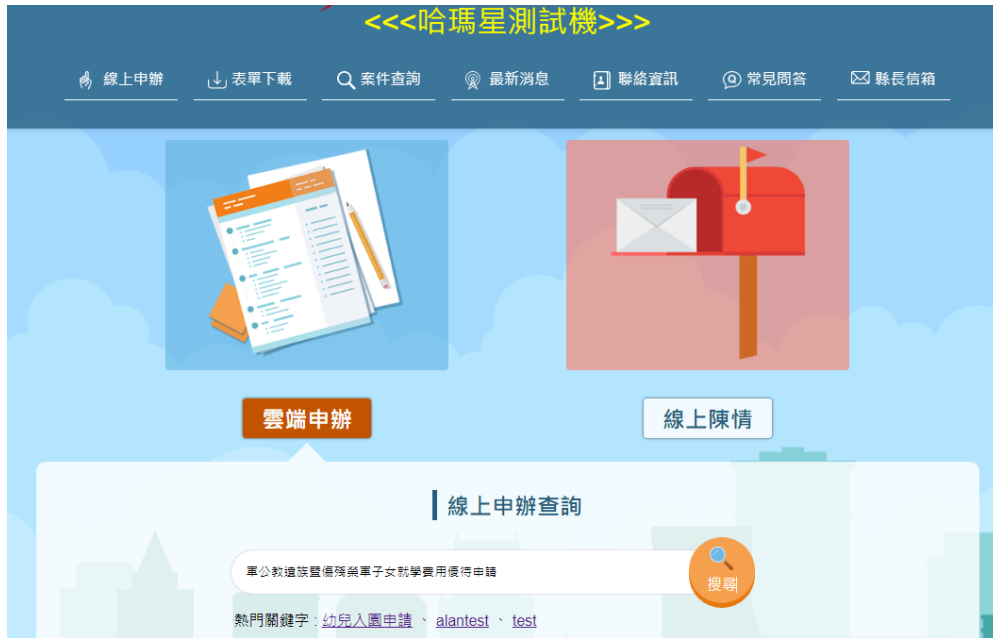 <<<哈瑪星測試機>>>
線上申辦 表單下載 案件查詢 最新消息 聯絡資訊 常見問答 縣長信箱
雲端申辦 線上陳情
線上申辦查詢
軍公教遺族暨傷殘榮軍子女就學費用優待申請 搜尋
熱門關鍵字 : 幼兒入園申請 、 alantest 、 test